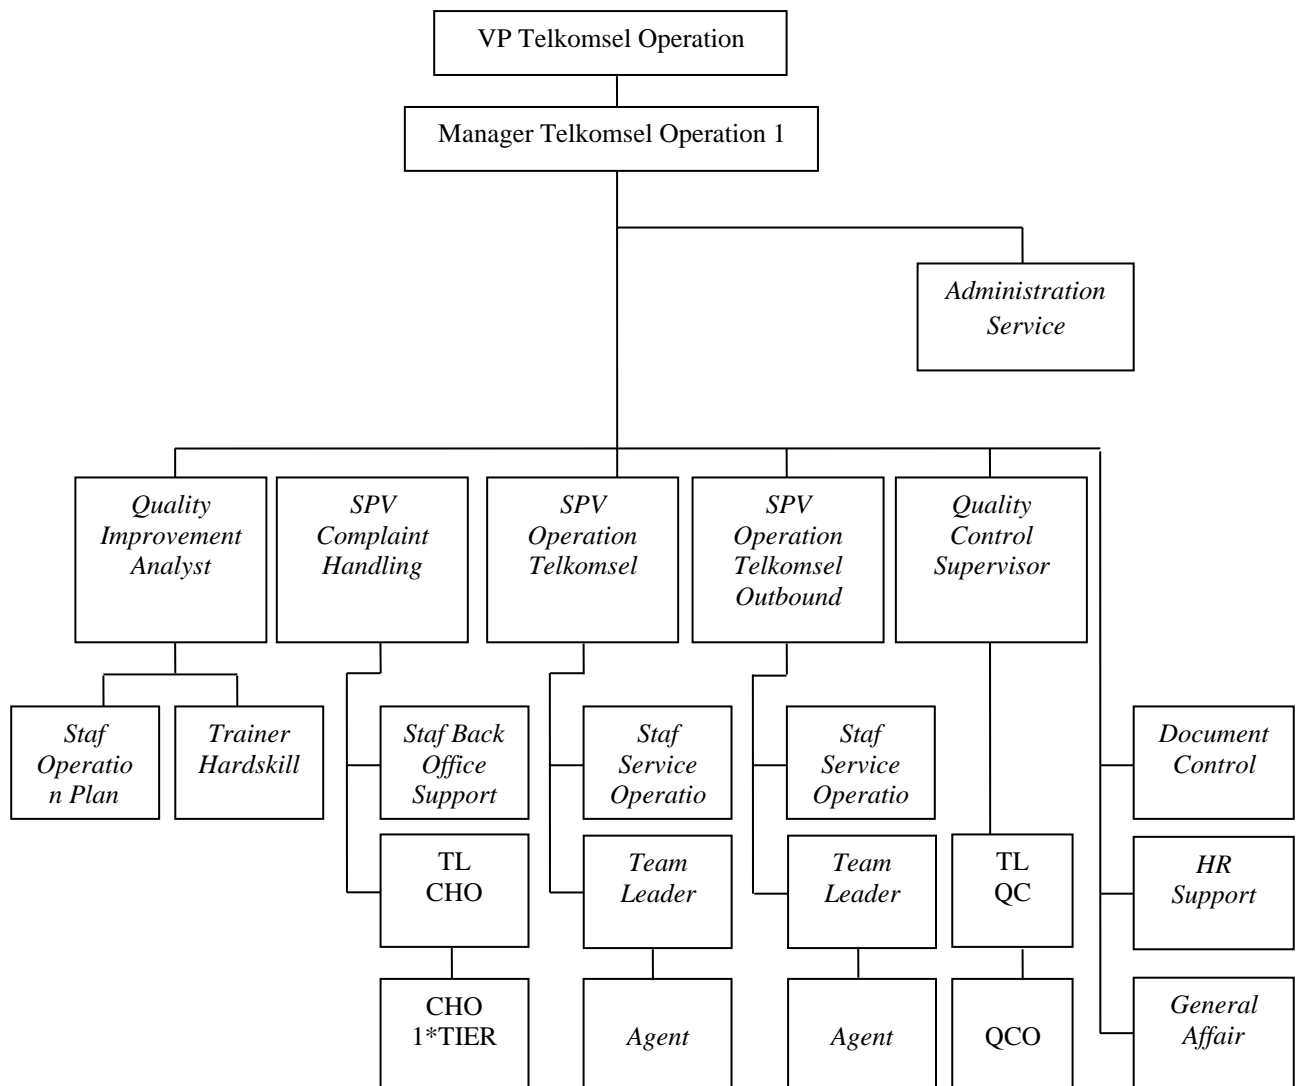 VP Telkomsel Operation
Manager Telkomsel Operation 1
Administration
Service
Quality
Improvement
Analyst
SPV
Complaint
Handling
SPV
Operation
Telkomsel
SPV
Operation
Telkomsel
Outbound
Quality
Control
Supervisor
Staf
Operatio
n Plan
Trainer
Hardskill
Staf Back
Office
Support
Staf
Service
Operatio
Staf
Service
Operatio
Document
Control
TL
CHO
Team
Leader
Team
Leader
TL
QC
HR
Support
CHO
1*TIER
Agent
Agent
QCO
General
Affair